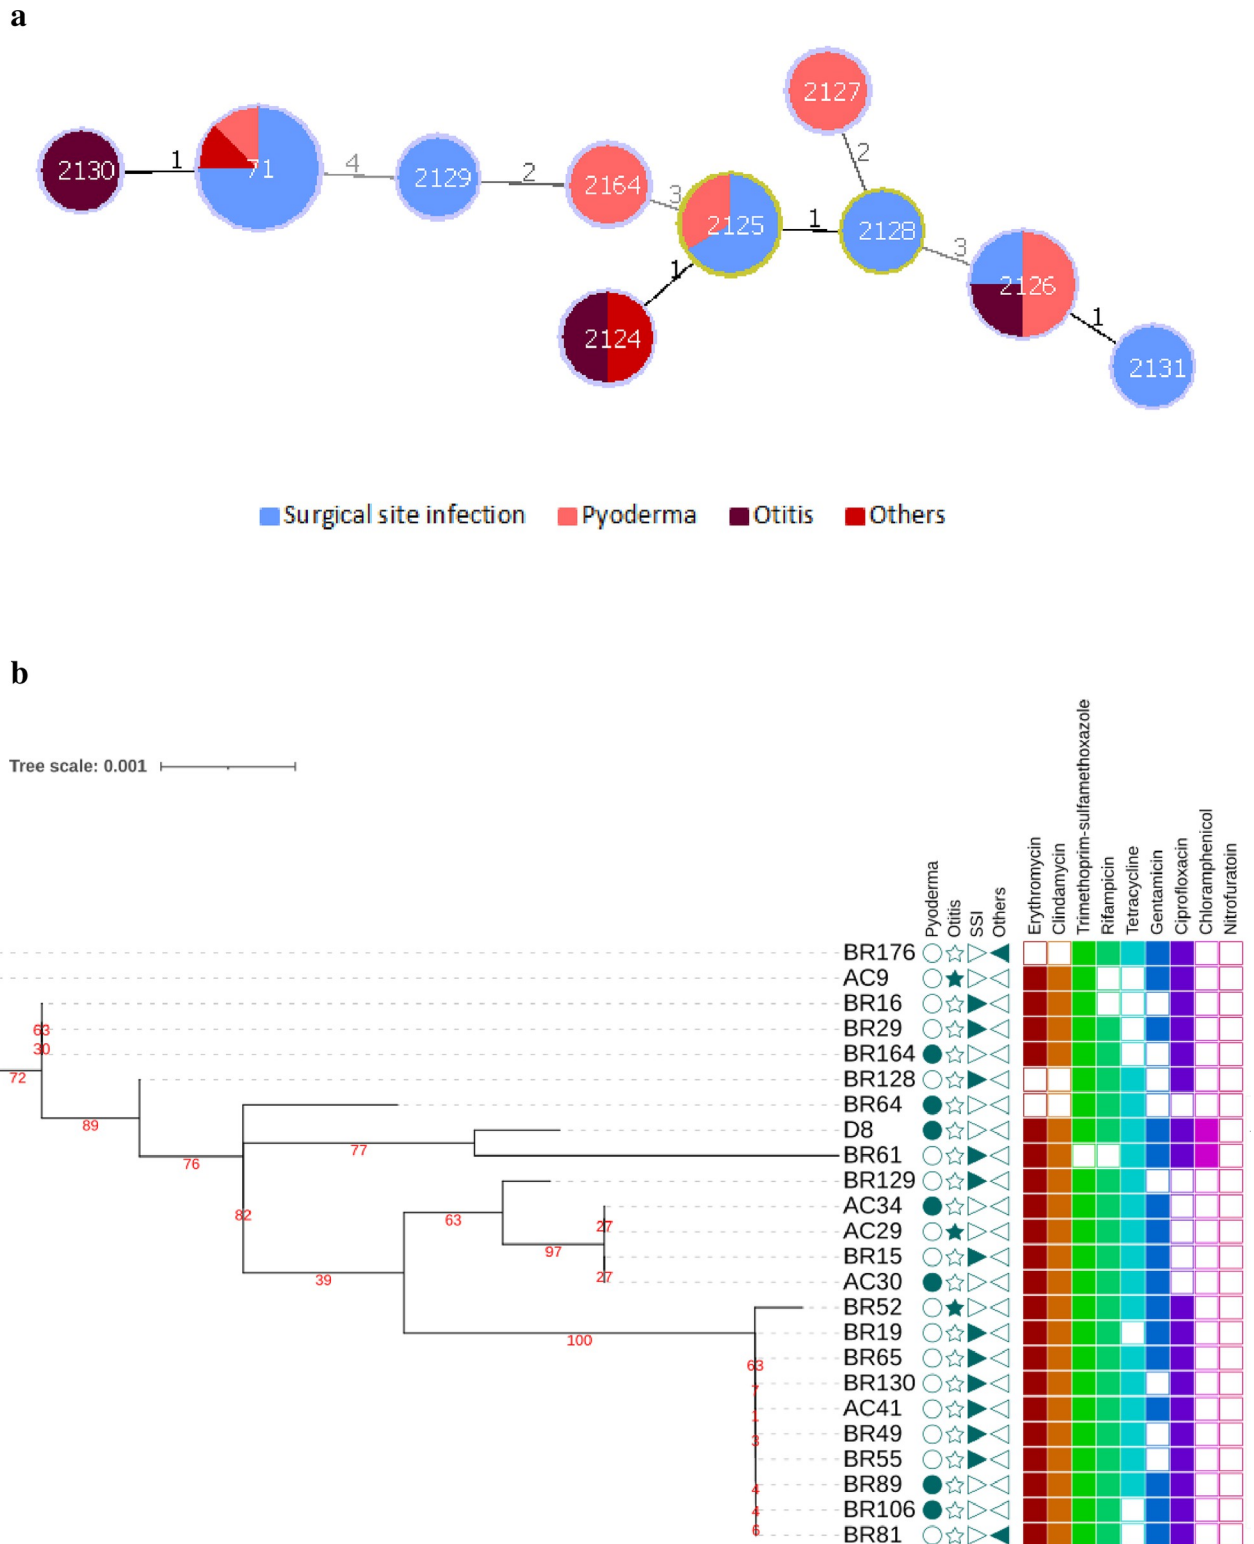 a
2127
2130 1 71 4 2129 2 2164 3 2125 1 2128 2
3 2126
1 2124
1 2131
Surgical site infection Pyoderma Otitis Others
b
Tree scale: 0.001
Pyoderma
Otitis
SSI
Others
Erythromycin
Clindamycin
Trimethoprim-sulfamethoxazole
Rifampicin
Tetracycline
Gentamicin
Ciprofloxacin
Chloramphenicol
Nitrofuratoin
BR176
AC9
BR16
63 BR29
30 BR164
72 BR128
BR64
89 D8
77 BR61
76 BR129
AC34
82 63 27 AC29
97 BR15
39 27 AC30
BR52
100 BR19
63 BR65
7 BR130
1 AC41
3 BR49
BR55
4 BR89
4 BR106
6 BR81